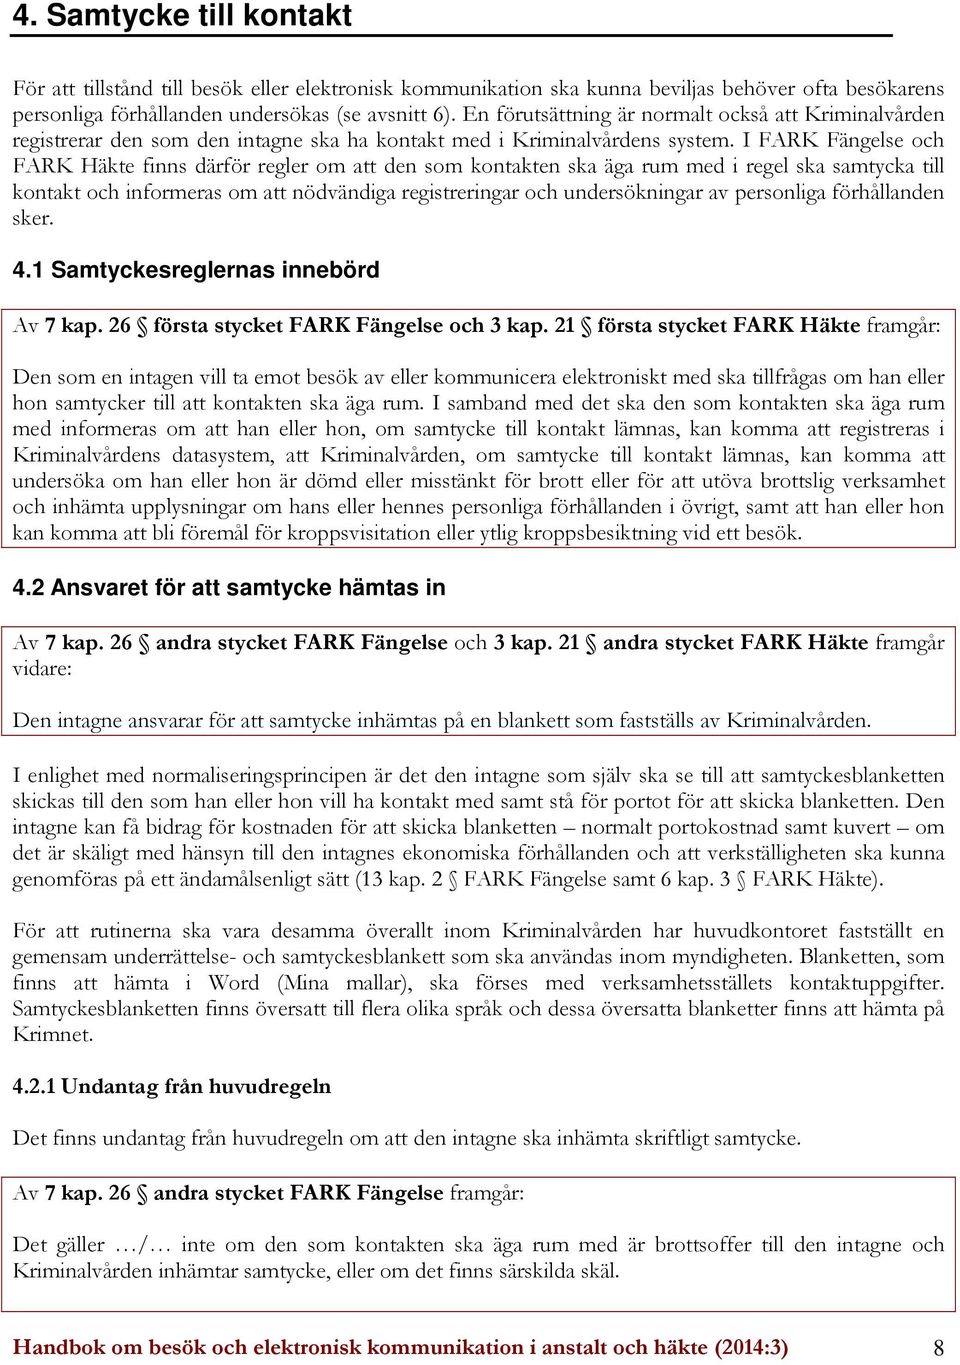 4. Samtycke till kontakt
För att tillstånd till besök eller elektronisk kommunikation ska kunna beviljas behöver ofta besökarens
personliga förhållanden undersökas (se avsnitt 6). En förutsättning är normalt också att Kriminalvården
registrerar den som den intagne ska ha kontakt med i Kriminalvårdens system. I FARK Fängelse och
FARK Häkte finns därför regler om att den som kontakten ska äga rum med i regel ska samtycka till
kontakt och informeras om att nödvändiga registreringar och undersökningar av personliga förhållanden
sker.
4.1 Samtyckesreglernas innebörd
Av 7 kap. 26 § första stycket FARK Fängelse och 3 kap. 21 § första stycket FARK Häkte framgår:
Den som en intagen vill ta emot besök av eller kommunicera elektroniskt med ska tillfrågas om han eller
hon samtycker till att kontakten ska äga rum. I samband med det ska den som kontakten ska äga rum
med informeras om att han eller hon, om samtycke till kontakt lämnas, kan komma att registreras i
Kriminalvårdens datasystem, att Kriminalvården, om samtycke till kontakt lämnas, kan komma att
undersöka om han eller hon är dömd eller misstänkt för brott eller för att utöva brottslig verksamhet
och inhämta upplysningar om hans eller hennes personliga förhållanden i övrigt, samt att han eller hon
kan komma att bli föremål för kroppsvisitation eller ytlig kroppsbesiktning vid ett besök.
4.2 Ansvaret för att samtycke hämtas in
Av 7 kap. 26 § andra stycket FARK Fängelse och 3 kap. 21 § andra stycket FARK Häkte framgår
vidare:
Den intagne ansvarar för att samtycke inhämtas på en blankett som fastställs av Kriminalvården.
I enlighet med normaliseringsprincipen är det den intagne som själv ska se till att samtyckesblanketten
skickas till den som han eller hon vill ha kontakt med samt stå för portot för att skicka blanketten. Den
intagne kan få bidrag för kostnaden för att skicka blanketten – normalt portokostnad samt kuvert – om
det är skäligt med hänsyn till den intagnes ekonomiska förhållanden och att verkställigheten ska kunna
genomföras på ett ändamålsenligt sätt (13 kap. 2 § FARK Fängelse samt 6 kap. 3 § FARK Häkte).
För att rutinerna ska vara desamma överallt inom Kriminalvården har huvudkontoret fastställt en
gemensam underrättelse- och samtyckesblankett som ska användas inom myndigheten. Blanketten, som
finns att hämta i Word (Mina mallar), ska förses med verksamhetsställets kontaktuppgifter.
Samtyckesblanketten finns översatt till flera olika språk och dessa översatta blanketter finns att hämta på
Krimnet.
4.2.1 Undantag från huvudregeln
Det finns undantag från huvudregeln om att den intagne ska inhämta skriftligt samtycke.
Av 7 kap. 26 § andra stycket FARK Fängelse framgår:
Det gäller …/… inte om den som kontakten ska äga rum med är brottsoffer till den intagne och
Kriminalvården inhämtar samtycke, eller om det finns särskilda skäl.
Handbok om besök och elektronisk kommunikation i anstalt och häkte (2014:3) 8